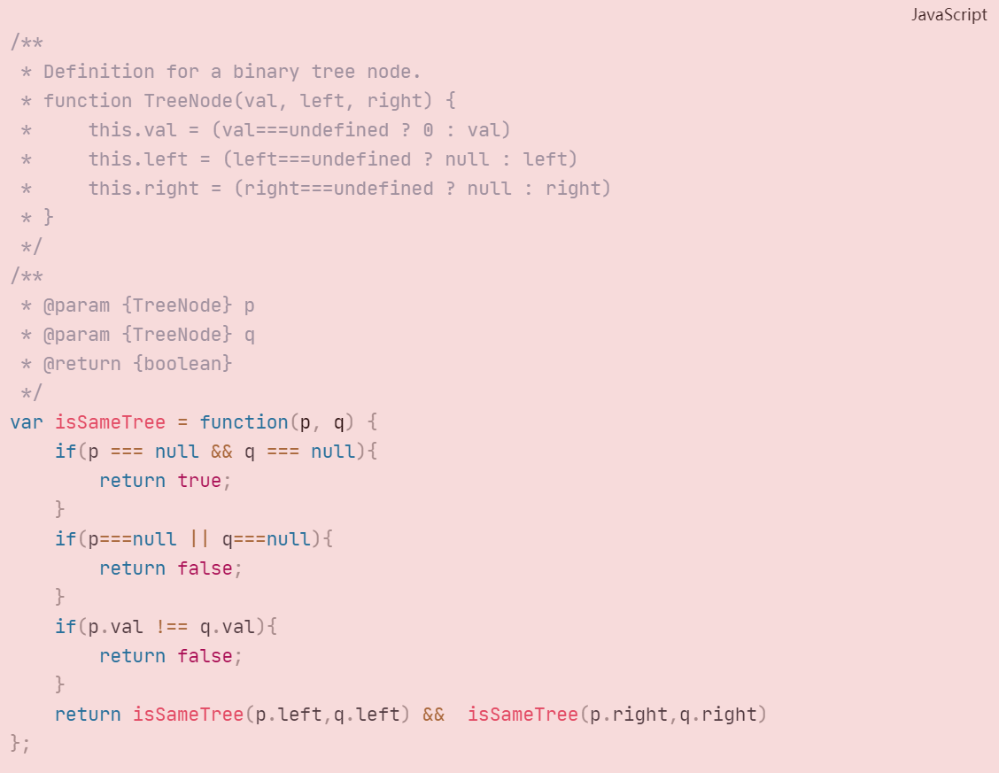 JavaScript
/**
 * Definition for a binary tree node.
 * function TreeNode(val, left, right) {
 *     this.val = (val===undefined ? 0 : val)
 *     this.left = (left===undefined ? null : left)
 *     this.right = (right===undefined ? null : right)
 * }
 */
/**
 * @param {TreeNode} p
 * @param {TreeNode} q
 * @return {boolean}
 */
var isSameTree = function(p, q) {
    if(p === null && q === null){
        return true;
    }
    if(p===null || q===null){
        return false;
    }
    if(p.val !== q.val){
        return false;
    }
    return isSameTree(p.left,q.left) &&  isSameTree(p.right,q.right)
};